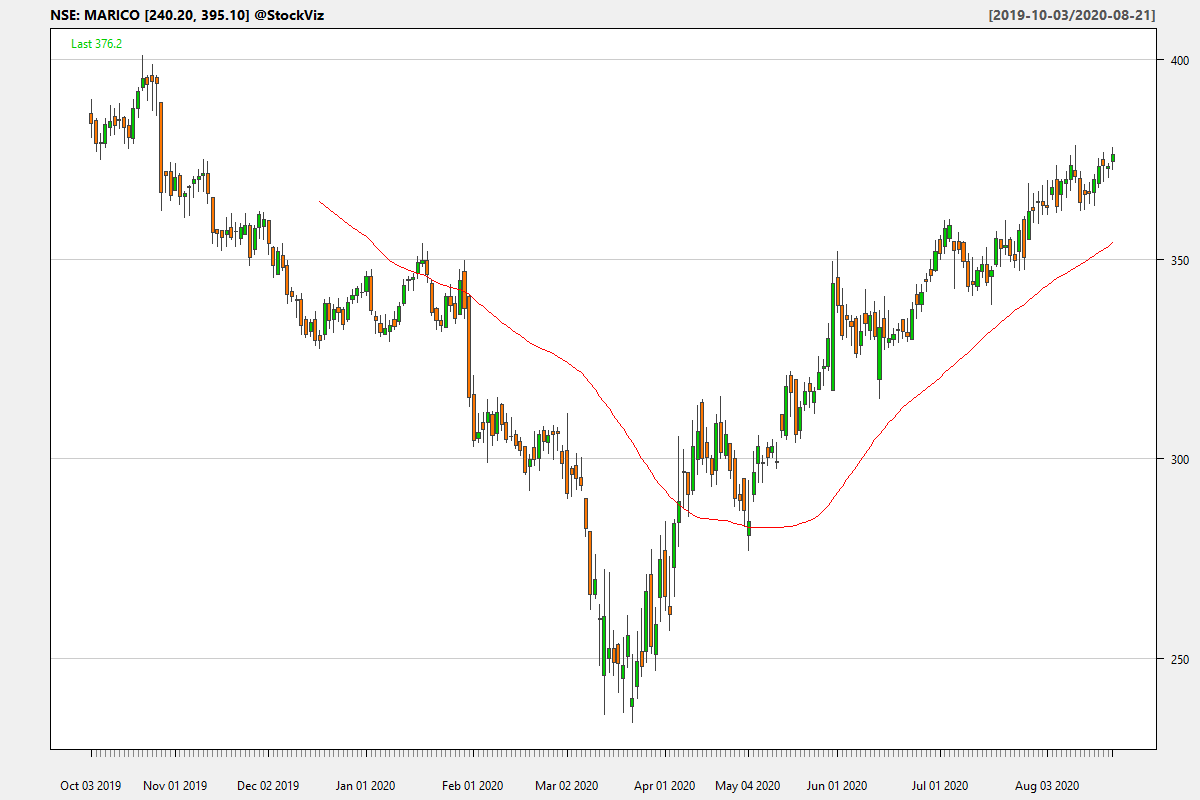 NSE: MARICO [240.20, 395.10] @StockViz
[2019-10-03/2020-08-21]
Last 376.2
400
350
300
250
Oct 03 2019 Nov 01 2019 Dec 02 2019 Jan 01 2020 Feb 01 2020 Mar 02 2020 Apr 01 2020 May 04 2020 Jun 01 2020 Jul 01 2020 Aug 03 2020